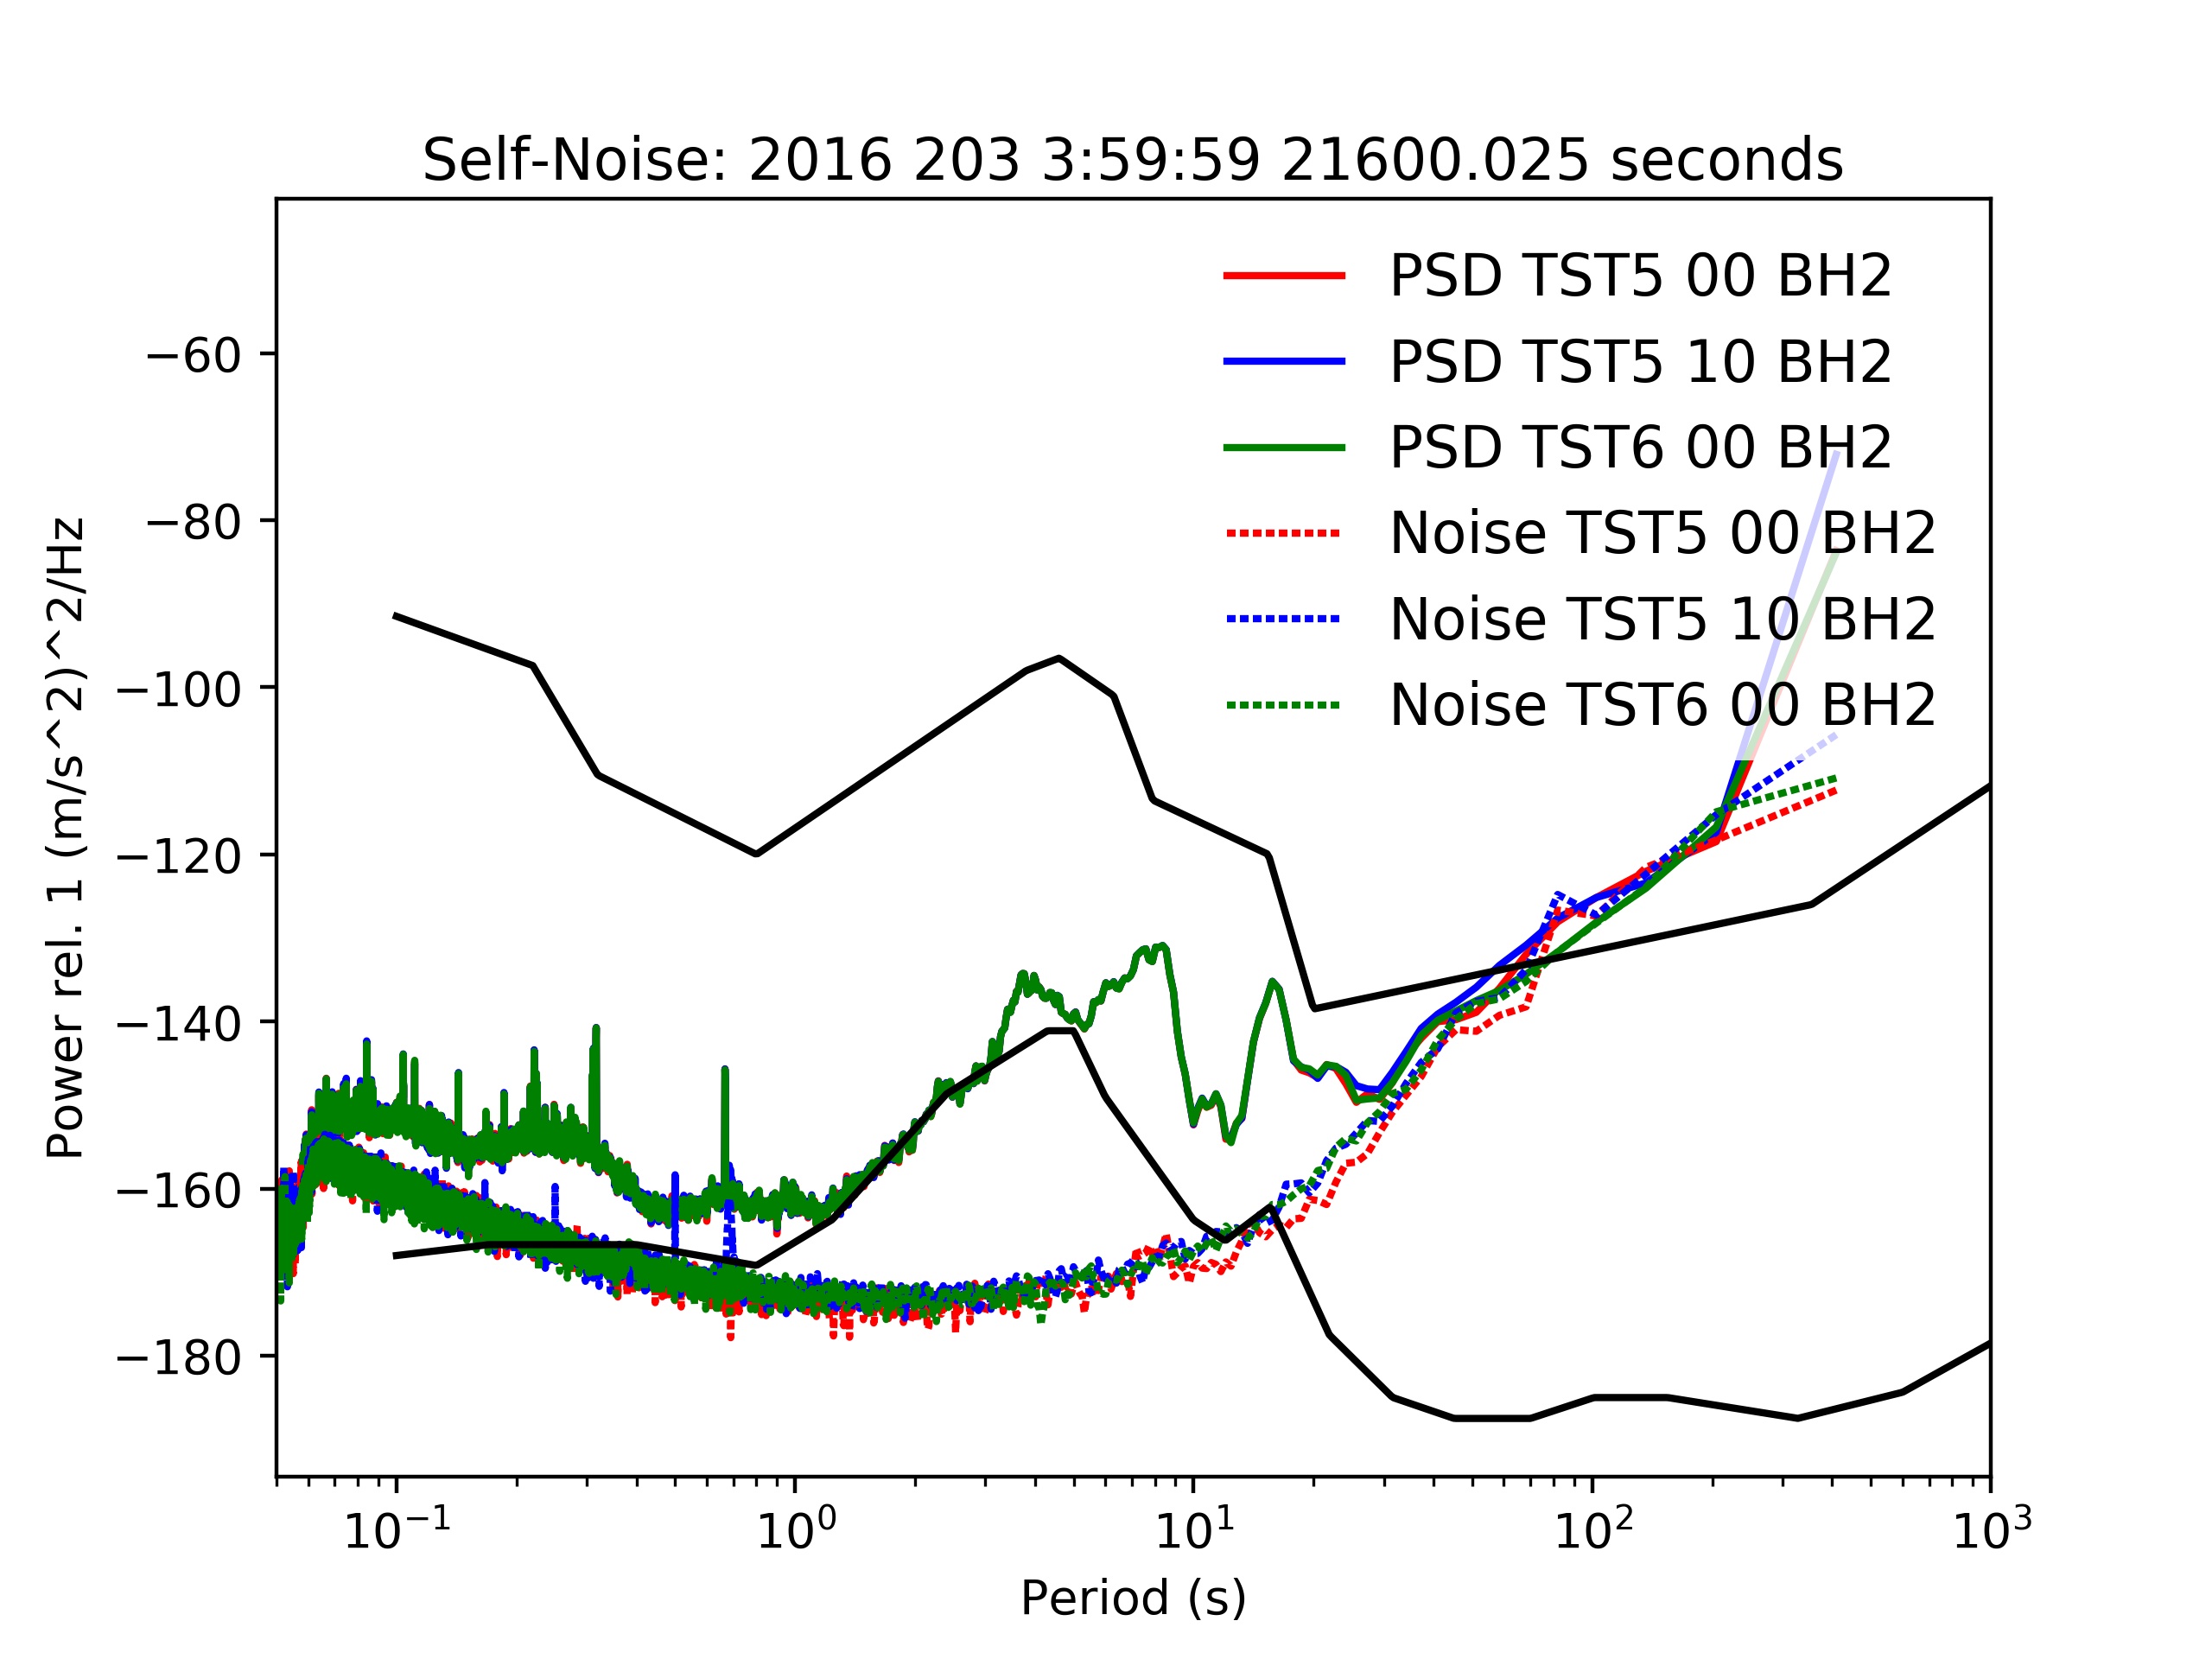 Self-Noise: 2016 203 3:59:59 21600.025 seconds
PSD TST5 00 BH2
PSD TST5 10 BH2
PSD TST6 00 BH2
Noise TST5 00 BH2
Noise TST5 10 BH2
Noise TST6 00 BH2
Power rel. 1 (m/s^2)^2/Hz
−60
−80
−100
−120
−140
−160
−180
10⁻¹ 10⁰ 10¹ 10² 10³
Period (s)